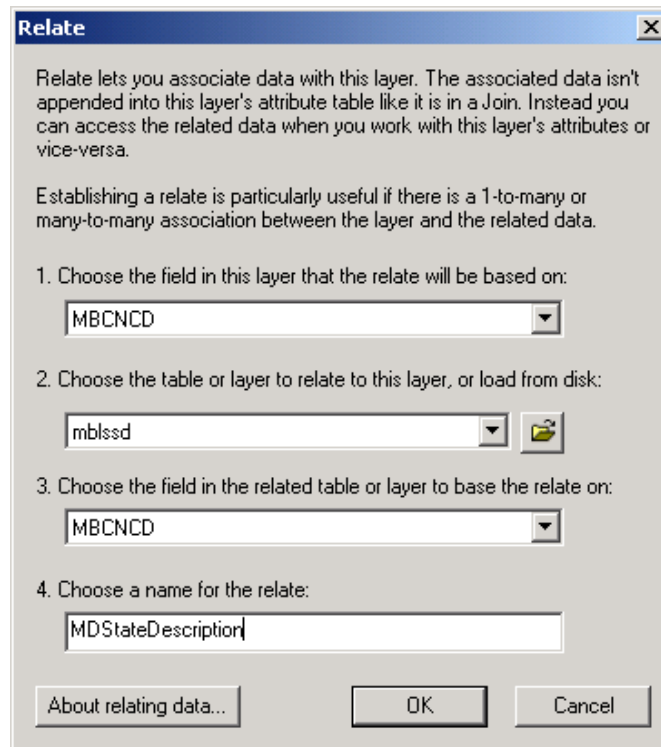 Relate
Relate lets you associate data with this layer. The associated data isn't
appended into this layer's attribute table like it is in a Join. Instead you
can access the related data when you work with this layer's attributes or
vice-versa.
Establishing a relate is particularly useful if there is a 1-to-many or
many-to-many association between the layer and the related data.
1. Choose the field in this layer that the relate will be based on:
MBCNCD
2. Choose the table or layer to relate to this layer, or load from disk:
mblssd
3. Choose the field in the related table or layer to base the relate on:
MBCNCD
4. Choose a name for the relate:
MDStateDescription
About relating data... OK Cancel